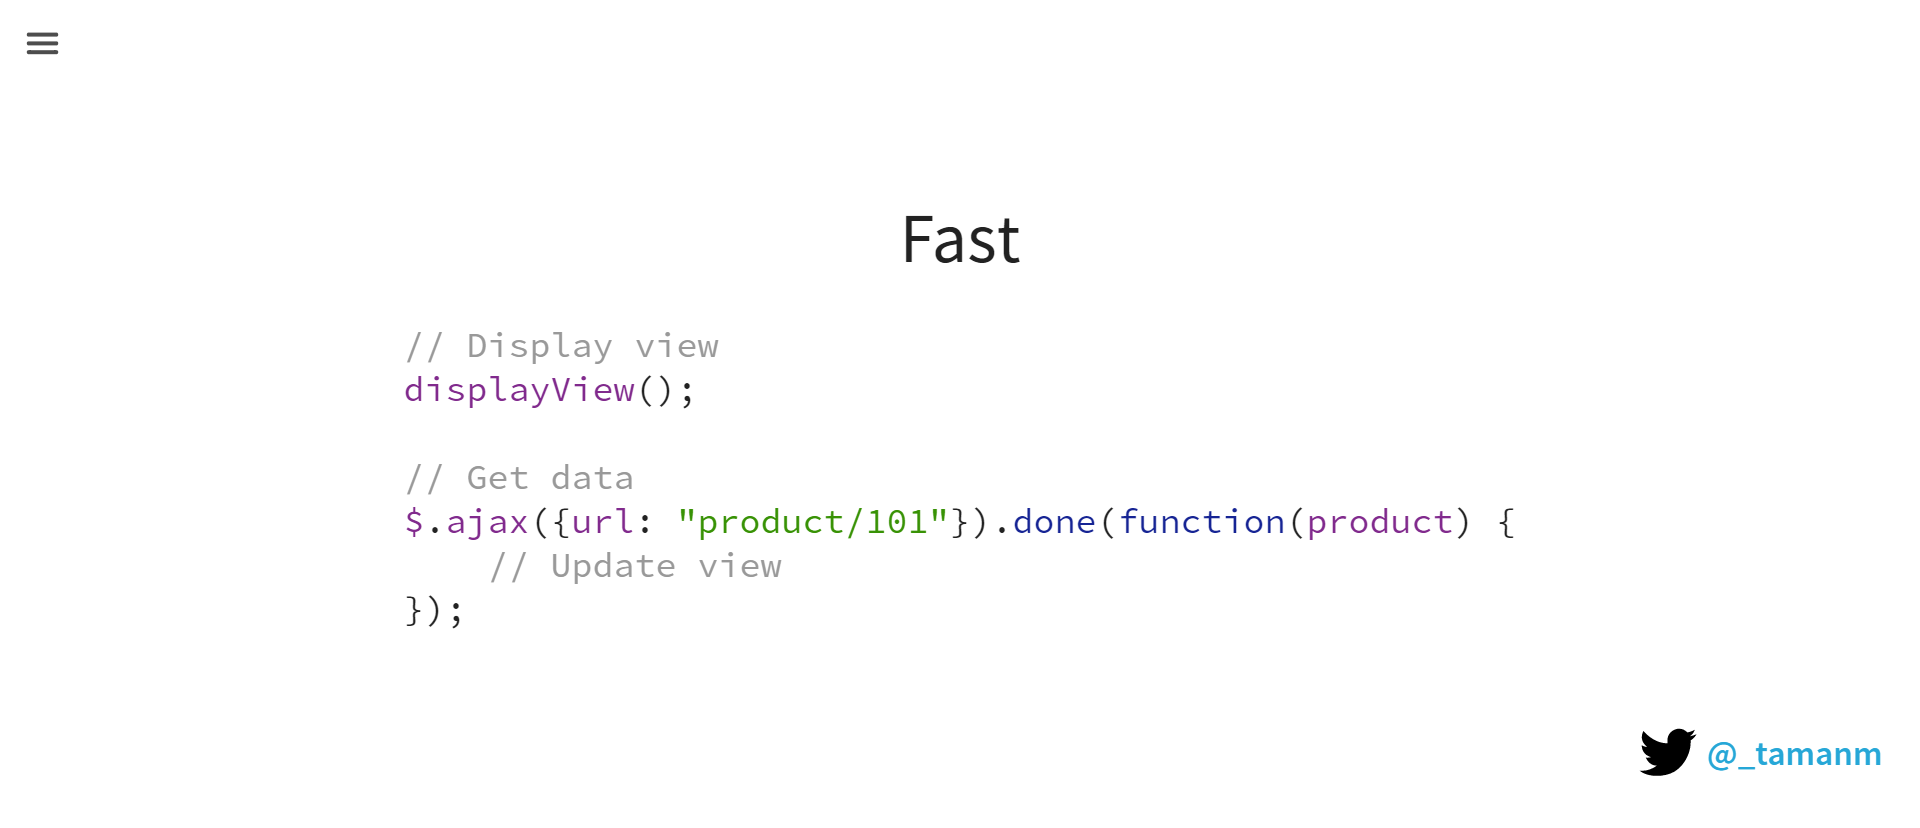 Fast
// Display view
displayView();
// Get data
$.ajax({url: "product/101"}).done(function(product) {
    // Update view
});
@_tamanm